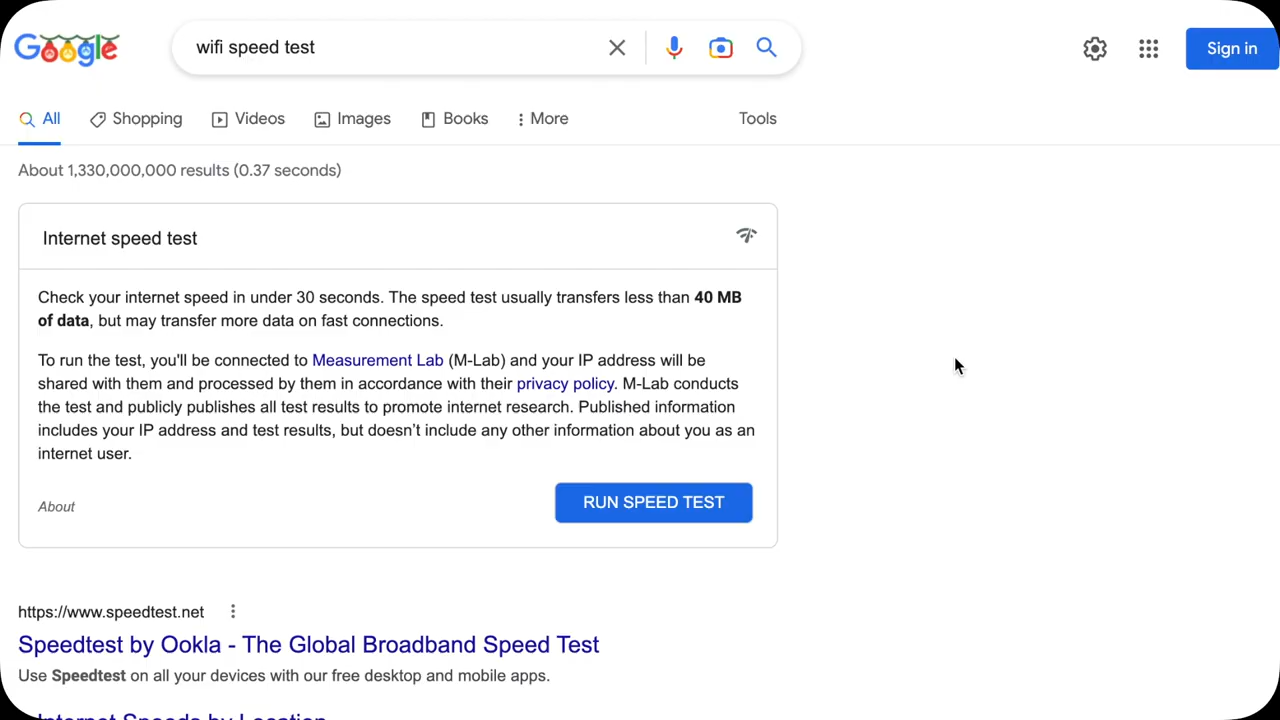 Google
wifi speed test
Sign in
All
Shopping
Videos
Images
Books
More
Tools
About 1,330,000,000 results (0.37 seconds)
Internet speed test
Check your internet speed in under 30 seconds. The speed test usually transfers less than 40 MB
of data, but may transfer more data on fast connections.
To run the test, you'll be connected to Measurement Lab (M-Lab) and your IP address will be
shared with them and processed by them in accordance with their privacy policy. M-Lab conducts
the test and publicly publishes all test results to promote internet research. Published information
includes your IP address and test results, but doesn’t include any other information about you as an
internet user.
About
RUN SPEED TEST
https://www.speedtest.net
Speedtest by Ookla - The Global Broadband Speed Test
Use Speedtest on all your devices with our free desktop and mobile apps.
Internet Speeds by Location